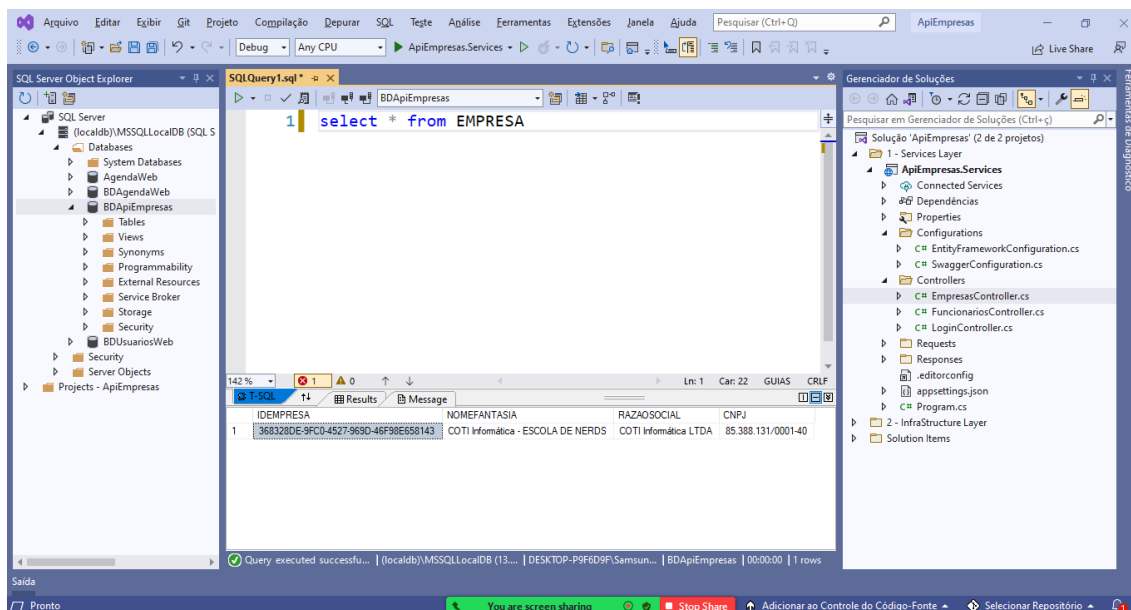 Arquivo Editar Exibir Git Projeto Compilação Depurar SQL Teste Análise Ferramentas Extensões Janela Ajuda Pesquisar (Ctrl+Q) ApiEmpresas
Debug Any CPU ApiEmpresas.Services Live Share
SQL Server Object Explorer
SQL Server
(localdb)\MSSQLLocalDB (SQL S
Databases
System Databases
AgendaWeb
BDAgendaWeb
BDApiEmpresas
Tables
Views
Synonyms
Programmability
External Resources
Service Broker
Storage
Security
BDUsuariosWeb
Security
Server Objects
Projects - ApiEmpresas
SQLQuery1.sql*
BDApiEmpresas
1 select * from EMPRESA
142 % 1 0 Ln: 1 Car: 22 GUIAS CRLF
T-SQL Results Message
IDEMPRESA NOMEFANTASIA RAZAOSOCIAL CNPJ
1 368328DE-9FC0-4527-969D-46F98E658143 COTI Informática - ESCOLA DE NERDS COTI Informática LTDA 85.388.131/0001-40
Query executed successfu... | (localdb)\MSSQLLocalDB (13.... | DESKTOP-P9F6D9F\Samsun... | BDApiEmpresas | 00:00:00 | 1 rows
Gerenciador de Soluções
Pesquisar em Gerenciador de Soluções (Ctrl+ç)
Solução 'ApiEmpresas' (2 de 2 projetos)
1 - Services Layer
ApiEmpresas.Services
Connected Services
Dependências
Properties
Configurations
C# EntityFrameworkConfiguration.cs
C# SwaggerConfiguration.cs
Controllers
C# EmpresasController.cs
C# FuncionariosController.cs
C# LoginController.cs
Requests
Responses
.editorconfig
appsettings.json
C# Program.cs
2 - InfraStructure Layer
Solution Items
Ferramentas de Diagnóstico
Saída
Pronto You are screen sharing Stop Share Adicionar ao Controle do Código-Fonte Selecionar Repositório 1